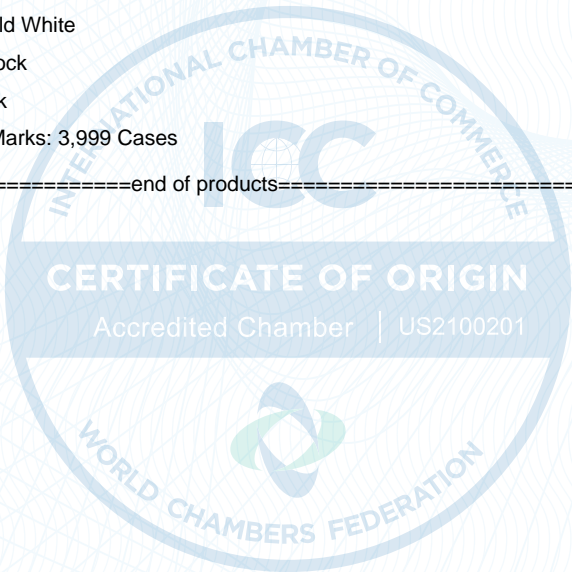 ld White
ock
k
Marks: 3,999 Cases
===========end of products========================
INTERNATIONAL CHAMBER OF COMMERCE
ICC
CERTIFICATE OF ORIGIN
Accredited Chamber | US2100201
WORLD CHAMBERS FEDERATION